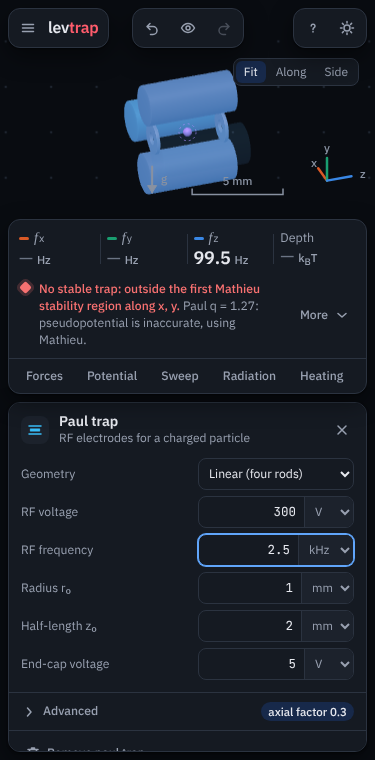 levtrap
?
Fit Along Side
g
5 mm
y
x
z
fx fy fz Depth
— Hz — Hz 99.5 Hz — kBT
No stable trap: outside the first Mathieu
stability region along x, y. Paul q = 1.27:
pseudopotential is inaccurate, using
Mathieu.
More
Forces Potential Sweep Radiation Heating
Paul trap
RF electrodes for a charged particle
Geometry Linear (four rods)
RF voltage 300 V
RF frequency 2.5 kHz
Radius r₀ 1 mm
Half-length z₀ 2 mm
End-cap voltage 5 V
Advanced axial factor 0.3